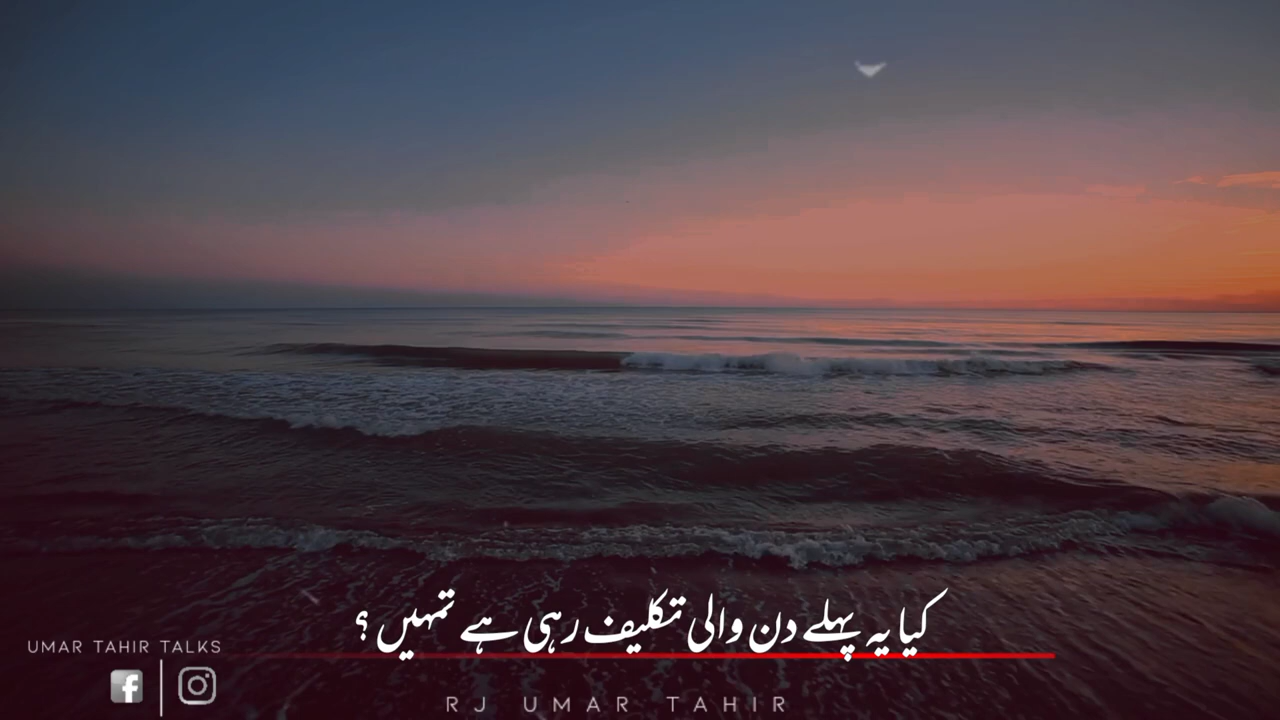 کیا یہ پہلے دن والی تکلیف رہی ہے تمہیں ؟
UMAR TAHIR TALKS
RJ UMAR TAHIR